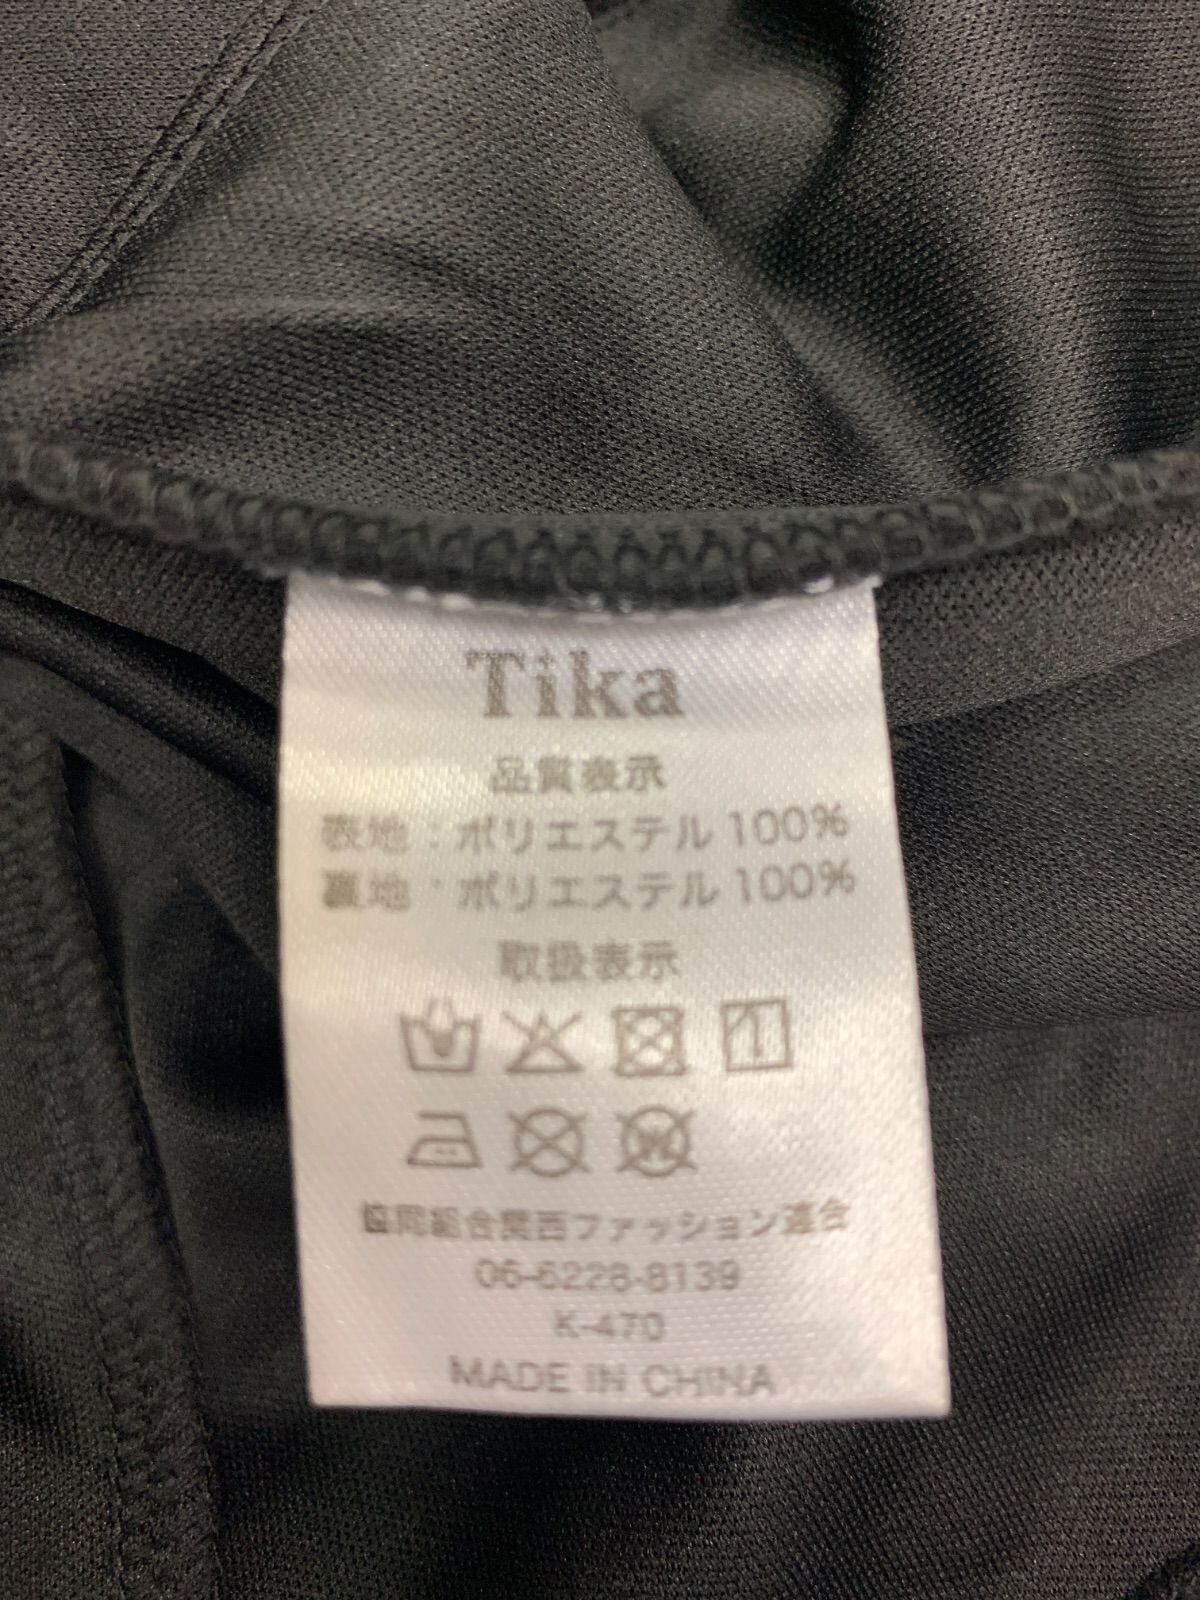 Tika
品質表示
表地：ポリエステル 100%
裏地：ポリエステル 100%
取扱表示
協同組合関西ファッション連合
06-6228-8139
K-470
MADE IN CHINA